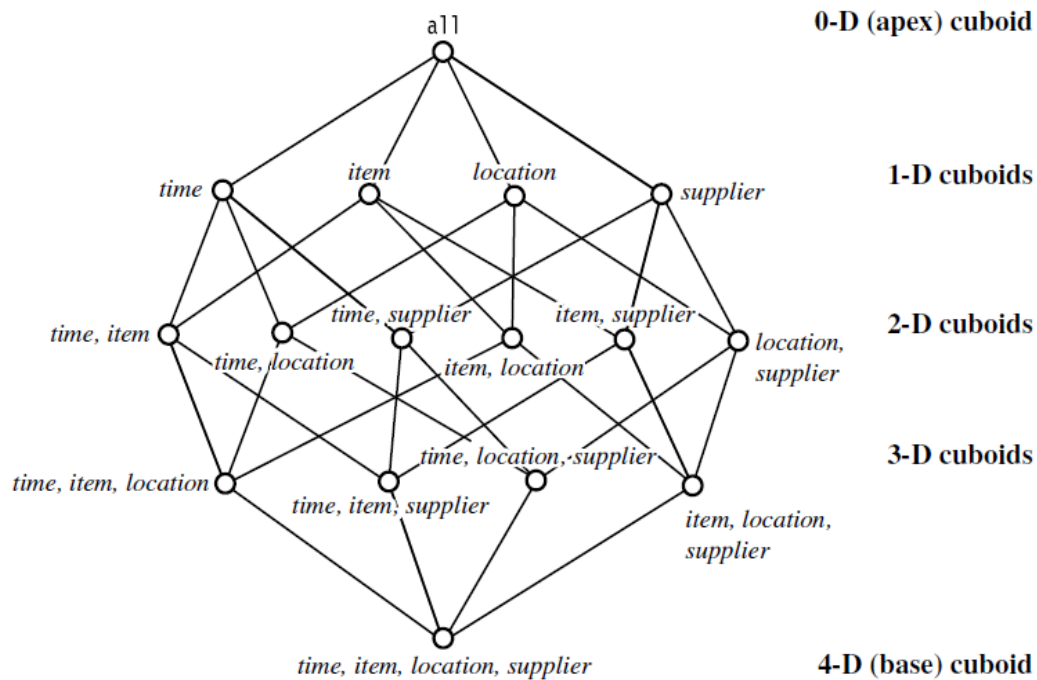 all
0-D (apex) cuboid
time
item
location
supplier
1-D cuboids
time, item
time, location
time, supplier
item, location
item, supplier
location,
supplier
2-D cuboids
time, item, location
time, item, supplier
time, location, supplier
item, location,
supplier
3-D cuboids
time, item, location, supplier
4-D (base) cuboid